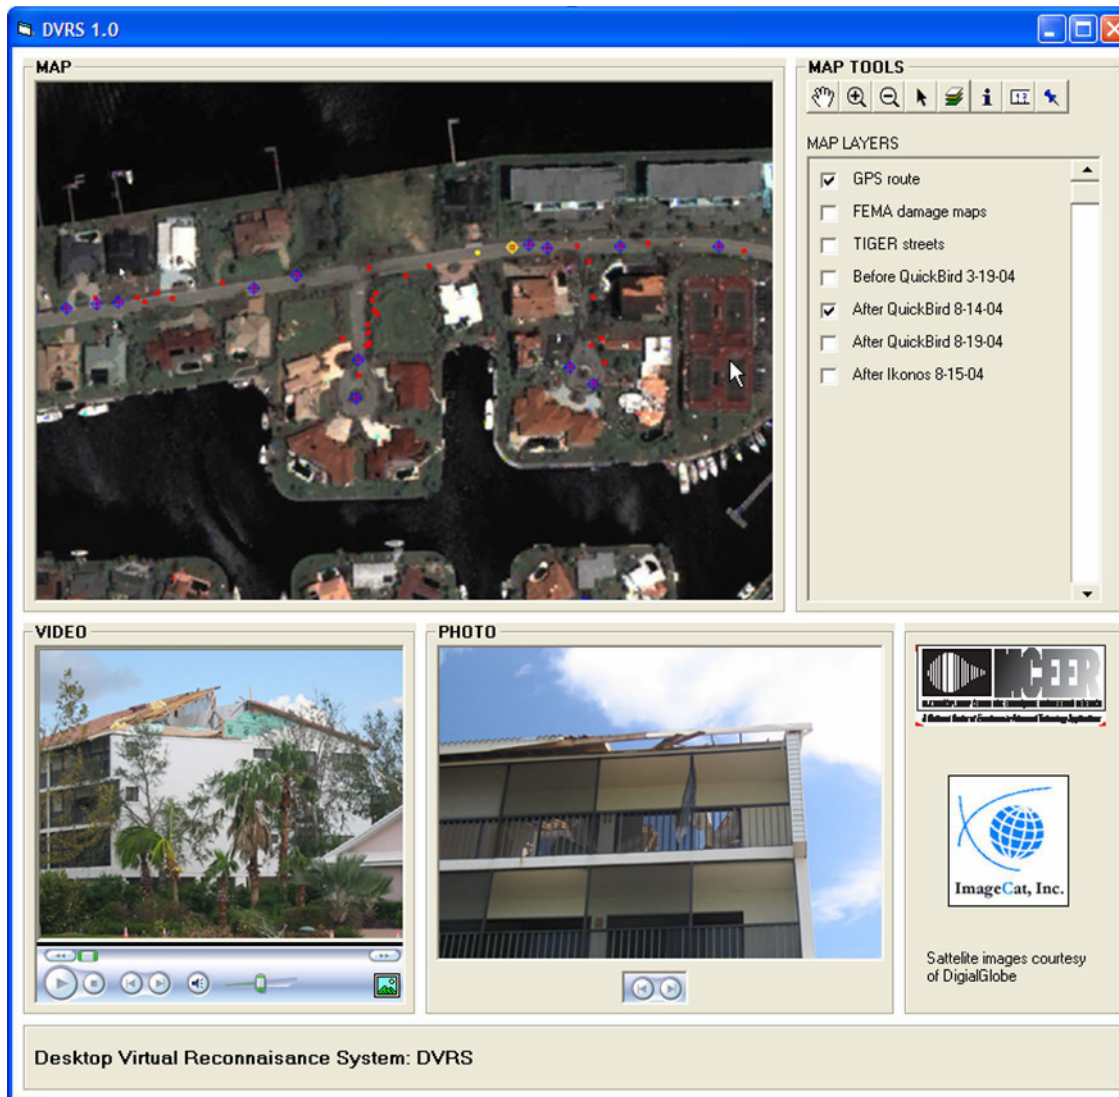 DVRS 1.0
MAP
MAP TOOLS
MAP LAYERS
GPS route
FEMA damage maps
TIGER streets
Before QuickBird 3-19-04
After QuickBird 8-14-04
After QuickBird 8-19-04
After Ikonos 8-15-04
VIDEO
PHOTO
MCEER
ImageCat, Inc.
Sattelite images courtesy
of DigialGlobe
Desktop Virtual Reconnaisance System: DVRS